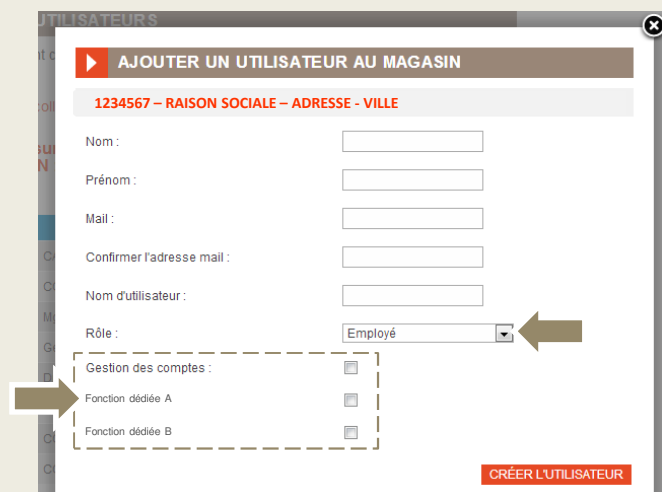 UTILISATEURS
AJOUTER UN UTILISATEUR AU MAGASIN
1234567 – RAISON SOCIALE – ADRESSE - VILLE
Nom :
Prénom :
Mail :
Confirmer l'adresse mail :
Nom d'utilisateur :
Rôle : Employé
Gestion des comptes :
Fonction dédiée A
Fonction dédiée B
CRÉER L'UTILISATEUR